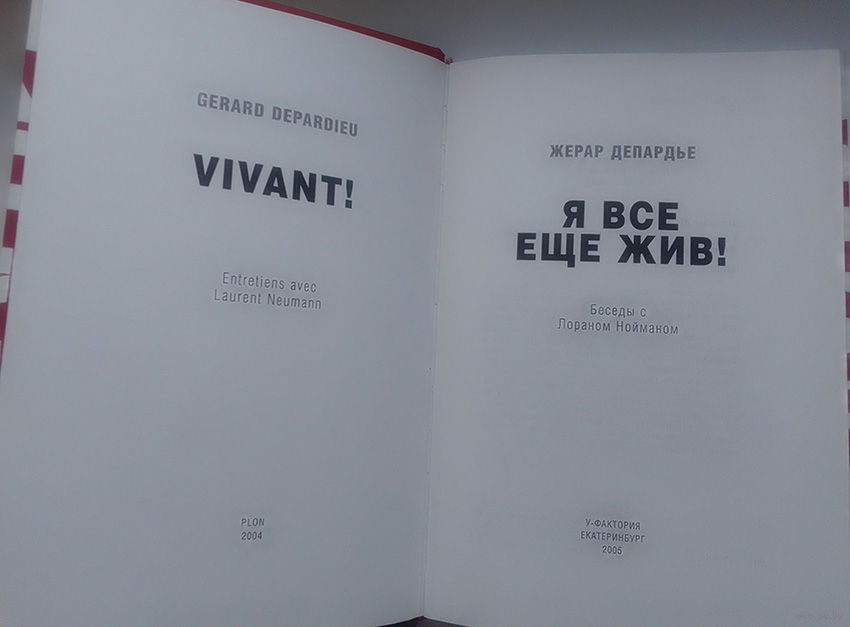 GERARD DEPARDIEU
VIVANT!
Entretiens avec
Laurent Neumann
PLON
2004
ЖЕРАР ДЕПАРДЬЕ
Я ВСЕ
ЕЩЕ ЖИВ!
Беседы с
Лораном Нойманом
У-ФАКТОРИЯ
ЕКАТЕРИНБУРГ
2005